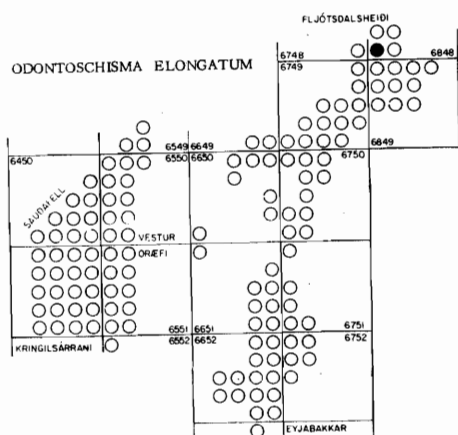 FLJÓTSDALSHEIÐI
6748 6848
6749
ODONTOSCHISMA ELONGATUM
6549 6649 6849
6450 6550 6650 6750
SAUÐAFELL
VESTUR
ÖRÆFI
6551 6651 6751
KRINGILSÁRRANI 6552 6652 6752
EYJABAKKAR